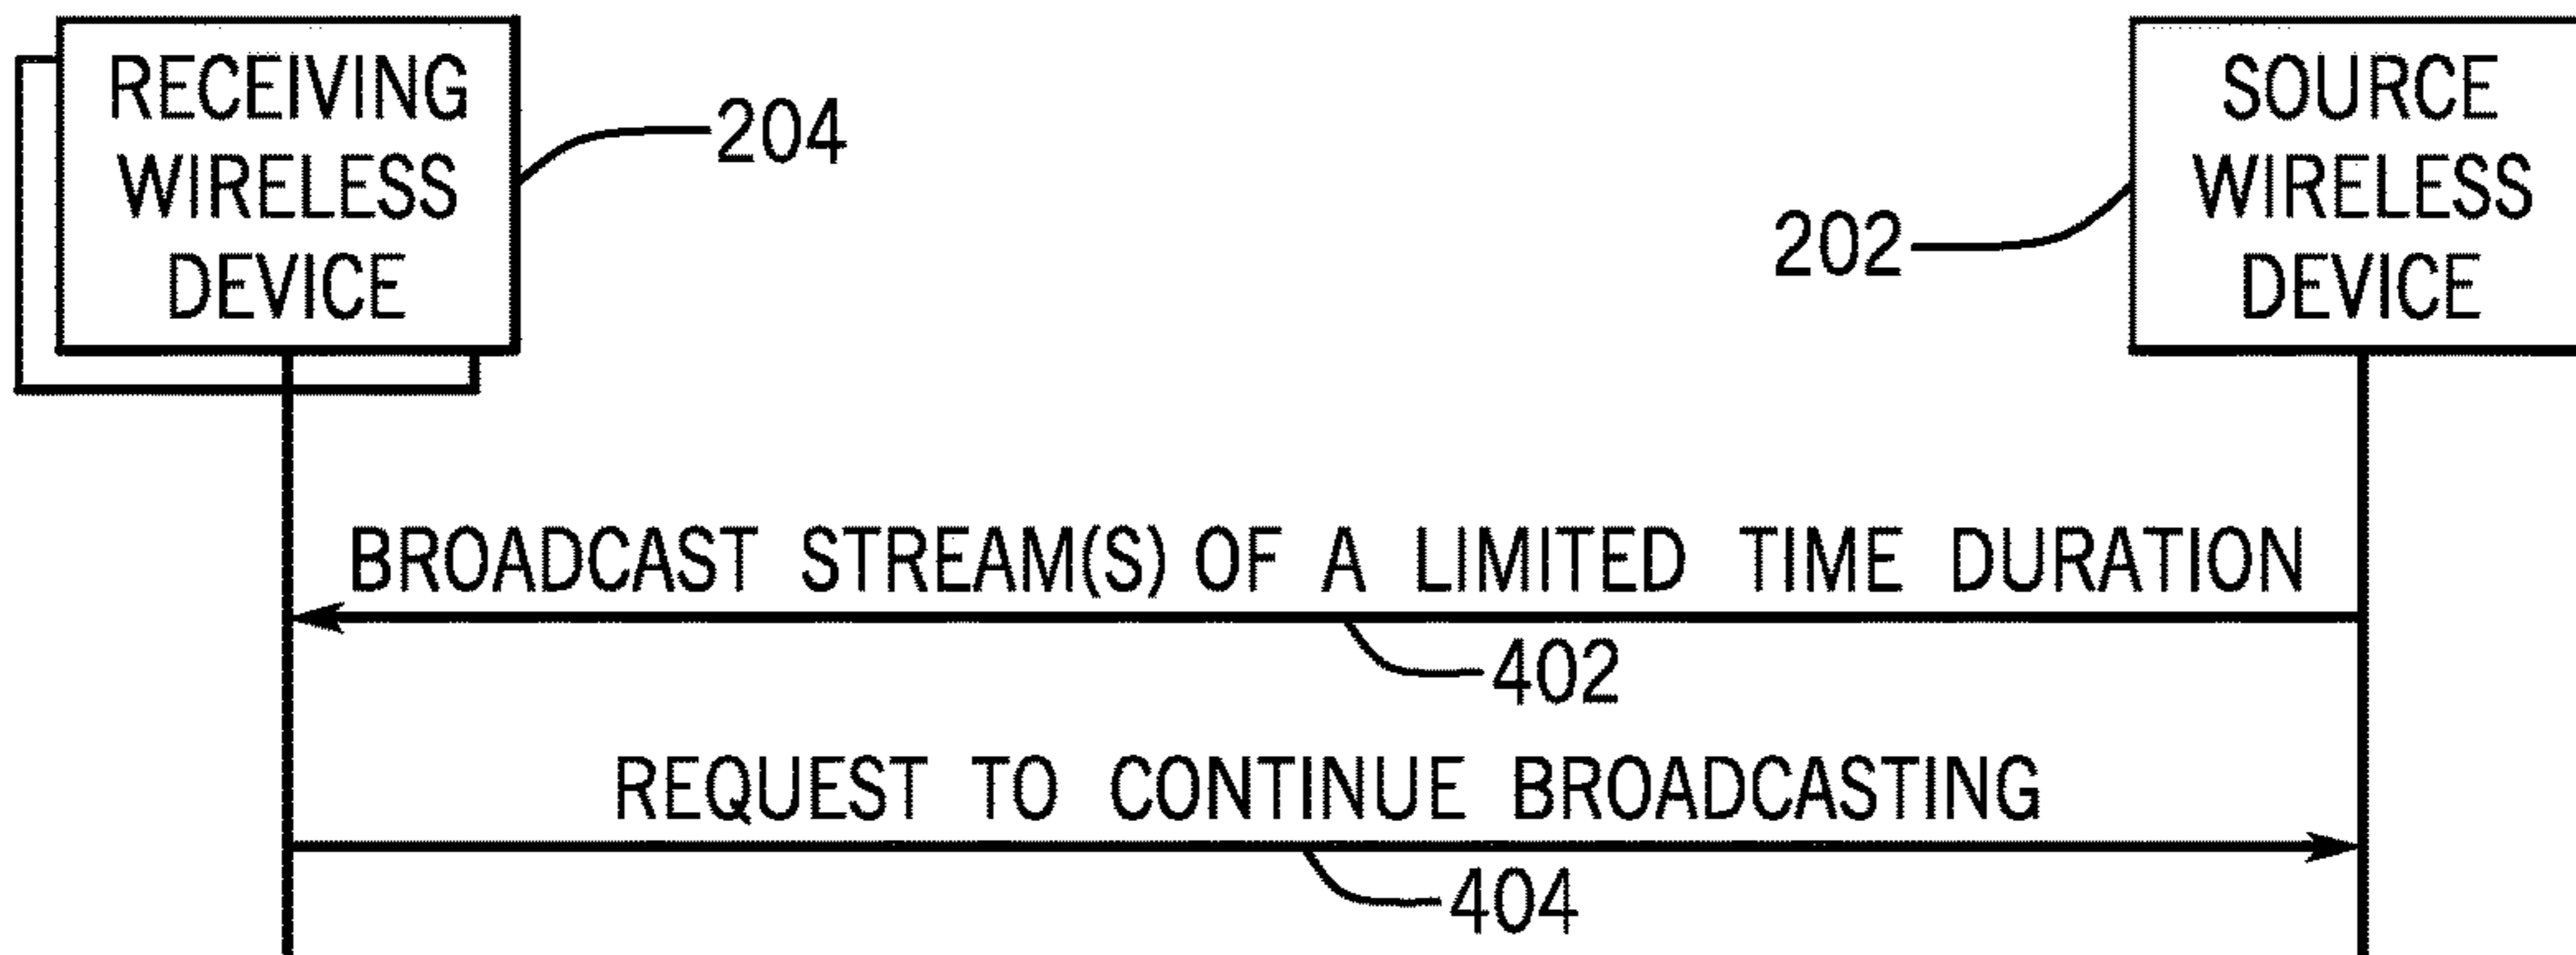 RECEIVING
WIRELESS
DEVICE
204
SOURCE
WIRELESS
DEVICE
202
BROADCAST STREAM(S) OF A LIMITED TIME DURATION
402
REQUEST TO CONTINUE BROADCASTING
404